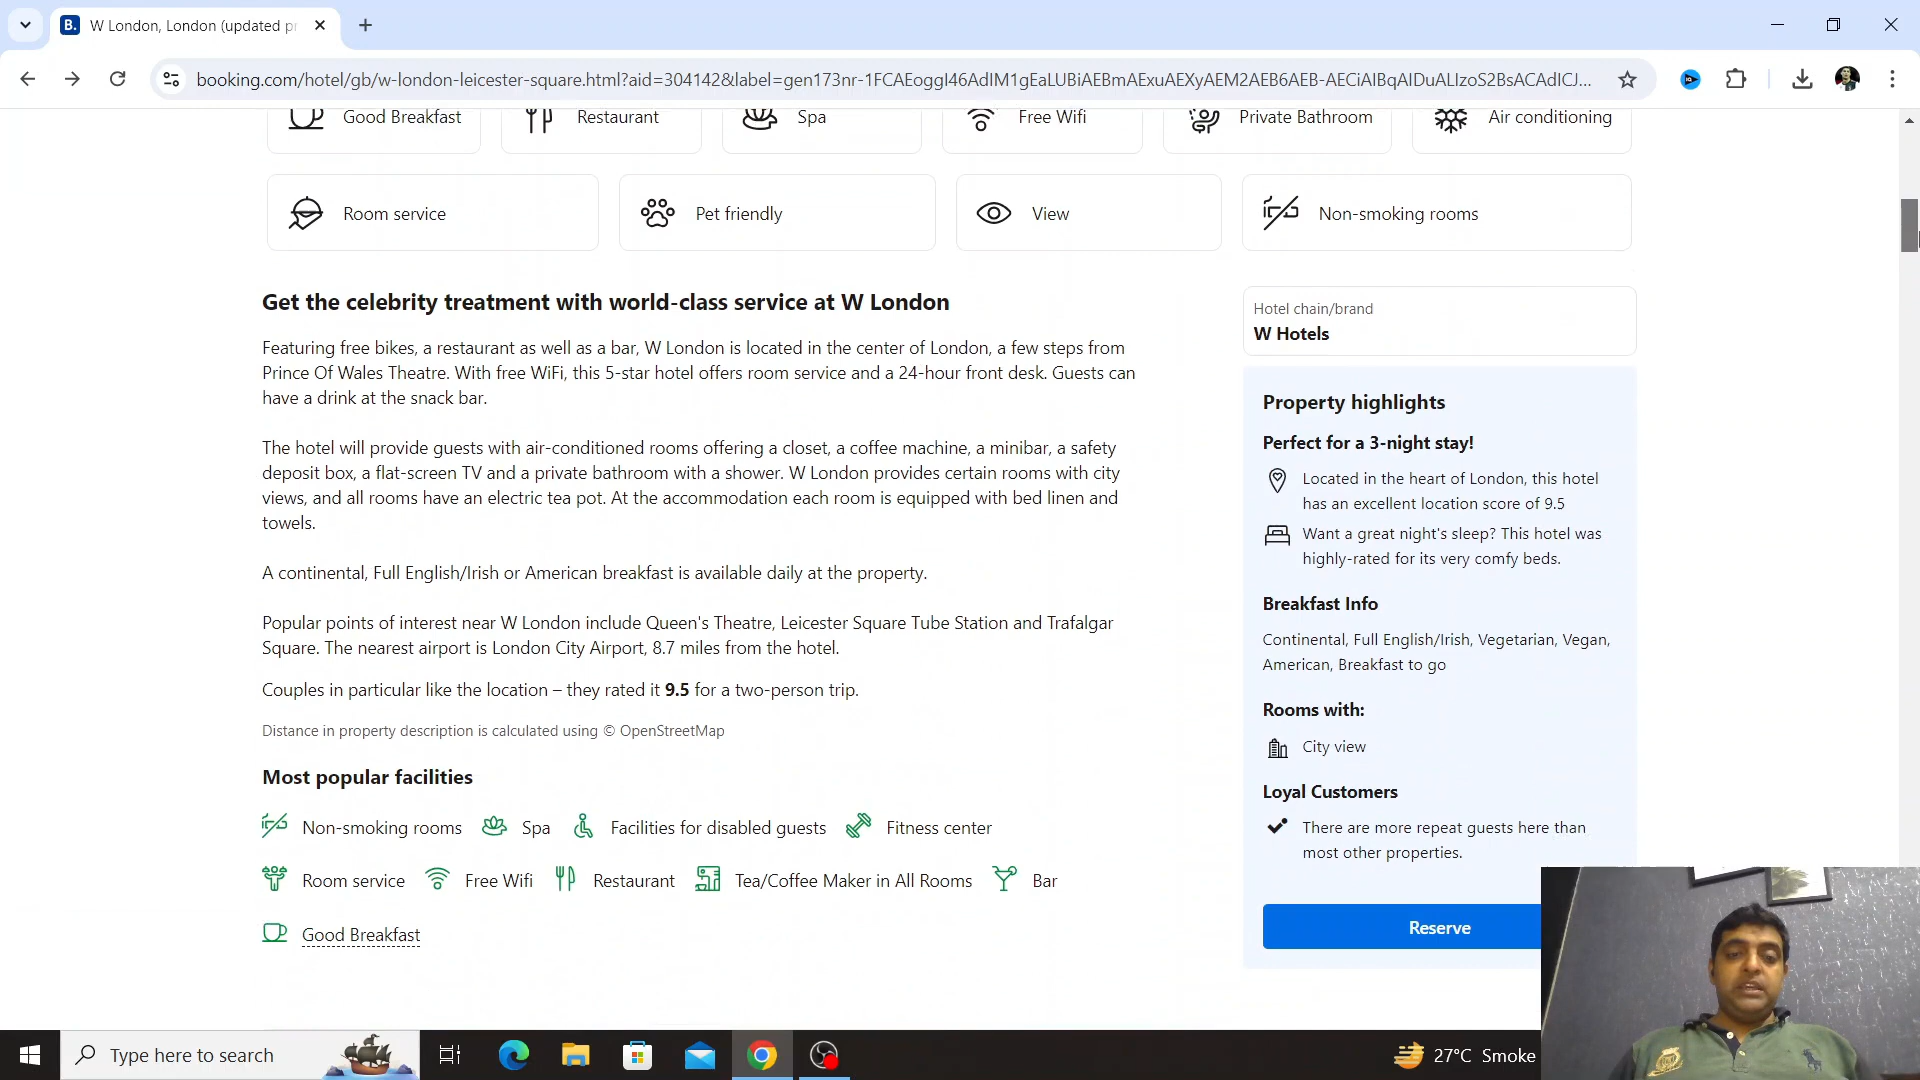 B. W London, London (updated pr
booking.com/hotel/gb/w-london-leicester-square.html?aid=304142&label=gen173nr-1FCAEoggI46AdIM1gEaLUBiAEBmAExuAEXyAEM2AEB6AEB-AECiAIBqAIDuALIzoS2BsACAdICJ...
Good Breakfast Restaurant Spa Free Wifi Private Bathroom Air conditioning
Room service Pet friendly View Non-smoking rooms
Get the celebrity treatment with world-class service at W London
Featuring free bikes, a restaurant as well as a bar, W London is located in the center of London, a few steps from
Prince Of Wales Theatre. With free WiFi, this 5-star hotel offers room service and a 24-hour front desk. Guests can
have a drink at the snack bar.
The hotel will provide guests with air-conditioned rooms offering a closet, a coffee machine, a minibar, a safety
deposit box, a flat-screen TV and a private bathroom with a shower. W London provides certain rooms with city
views, and all rooms have an electric tea pot. At the accommodation each room is equipped with bed linen and
towels.
A continental, Full English/Irish or American breakfast is available daily at the property.
Popular points of interest near W London include Queen's Theatre, Leicester Square Tube Station and Trafalgar
Square. The nearest airport is London City Airport, 8.7 miles from the hotel.
Couples in particular like the location – they rated it 9.5 for a two-person trip.
Distance in property description is calculated using © OpenStreetMap
Most popular facilities
Non-smoking rooms Spa Facilities for disabled guests Fitness center
Room service Free Wifi Restaurant Tea/Coffee Maker in All Rooms Bar
Good Breakfast
Hotel chain/brand
W Hotels
Property highlights
Perfect for a 3-night stay!
Located in the heart of London, this hotel
has an excellent location score of 9.5
Want a great night's sleep? This hotel was
highly-rated for its very comfy beds.
Breakfast Info
Continental, Full English/Irish, Vegetarian, Vegan,
American, Breakfast to go
Rooms with:
City view
Loyal Customers
There are more repeat guests here than
most other properties.
Reserve
Type here to search
27°C Smoke